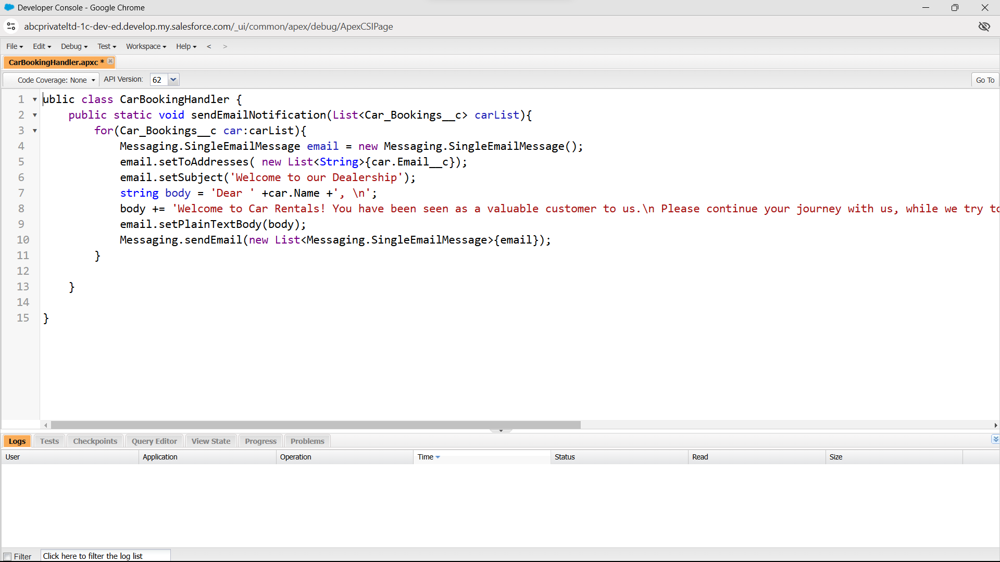 Developer Console - Google Chrome
abcprivateltd-1c-dev-ed.develop.my.salesforce.com/_ui/common/apex/debug/ApexCSIPage
File Edit Debug Test Workspace Help < >
CarBookingHandler.apxc *
Code Coverage: None API Version: 62 Go To
1 ublic class CarBookingHandler {
2 public static void sendEmailNotification(List<Car_Bookings__c> carList){
3 for(Car_Bookings__c car:carList){
4 Messaging.SingleEmailMessage email = new Messaging.SingleEmailMessage();
5 email.setToAddresses( new List<String>{car.Email__c});
6 email.setSubject('Welcome to our Dealership');
7 string body = 'Dear ' +car.Name +', \n';
8 body += 'Welcome to Car Rentals! You have been seen as a valuable customer to us.\n Please continue your journey with us, while we try to
9 email.setPlainTextBody(body);
10 Messaging.sendEmail(new List<Messaging.SingleEmailMessage>{email});
11 }
12
13 }
14
15 }
Logs Tests Checkpoints Query Editor View State Progress Problems
User Application Operation Time Status Read Size
Filter Click here to filter the log list